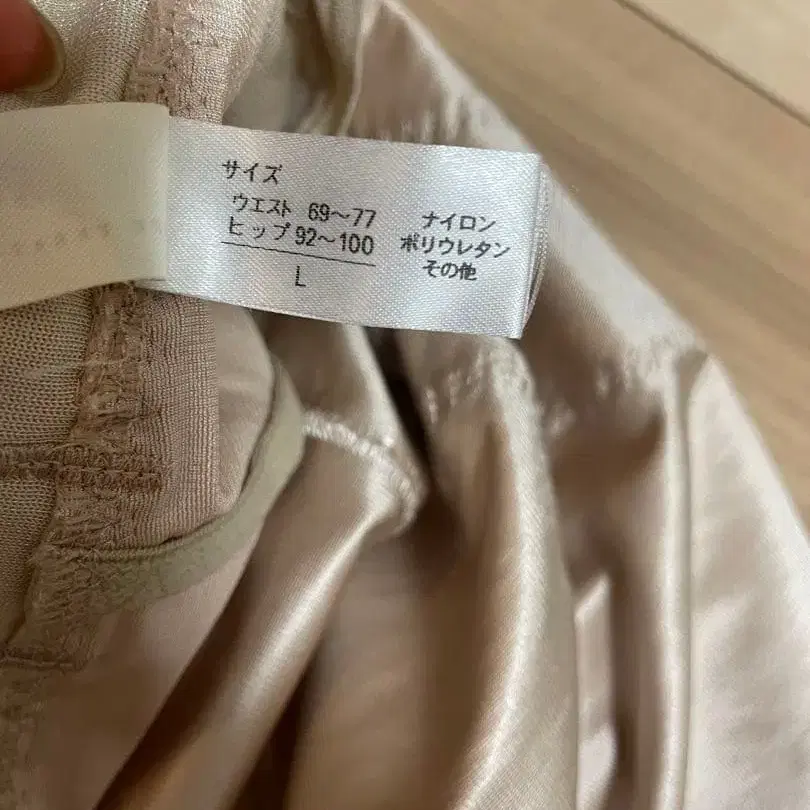 サイズ
ウエスト 69～77
ヒップ 92～100
L
ナイロン
ポリウレタン
その他